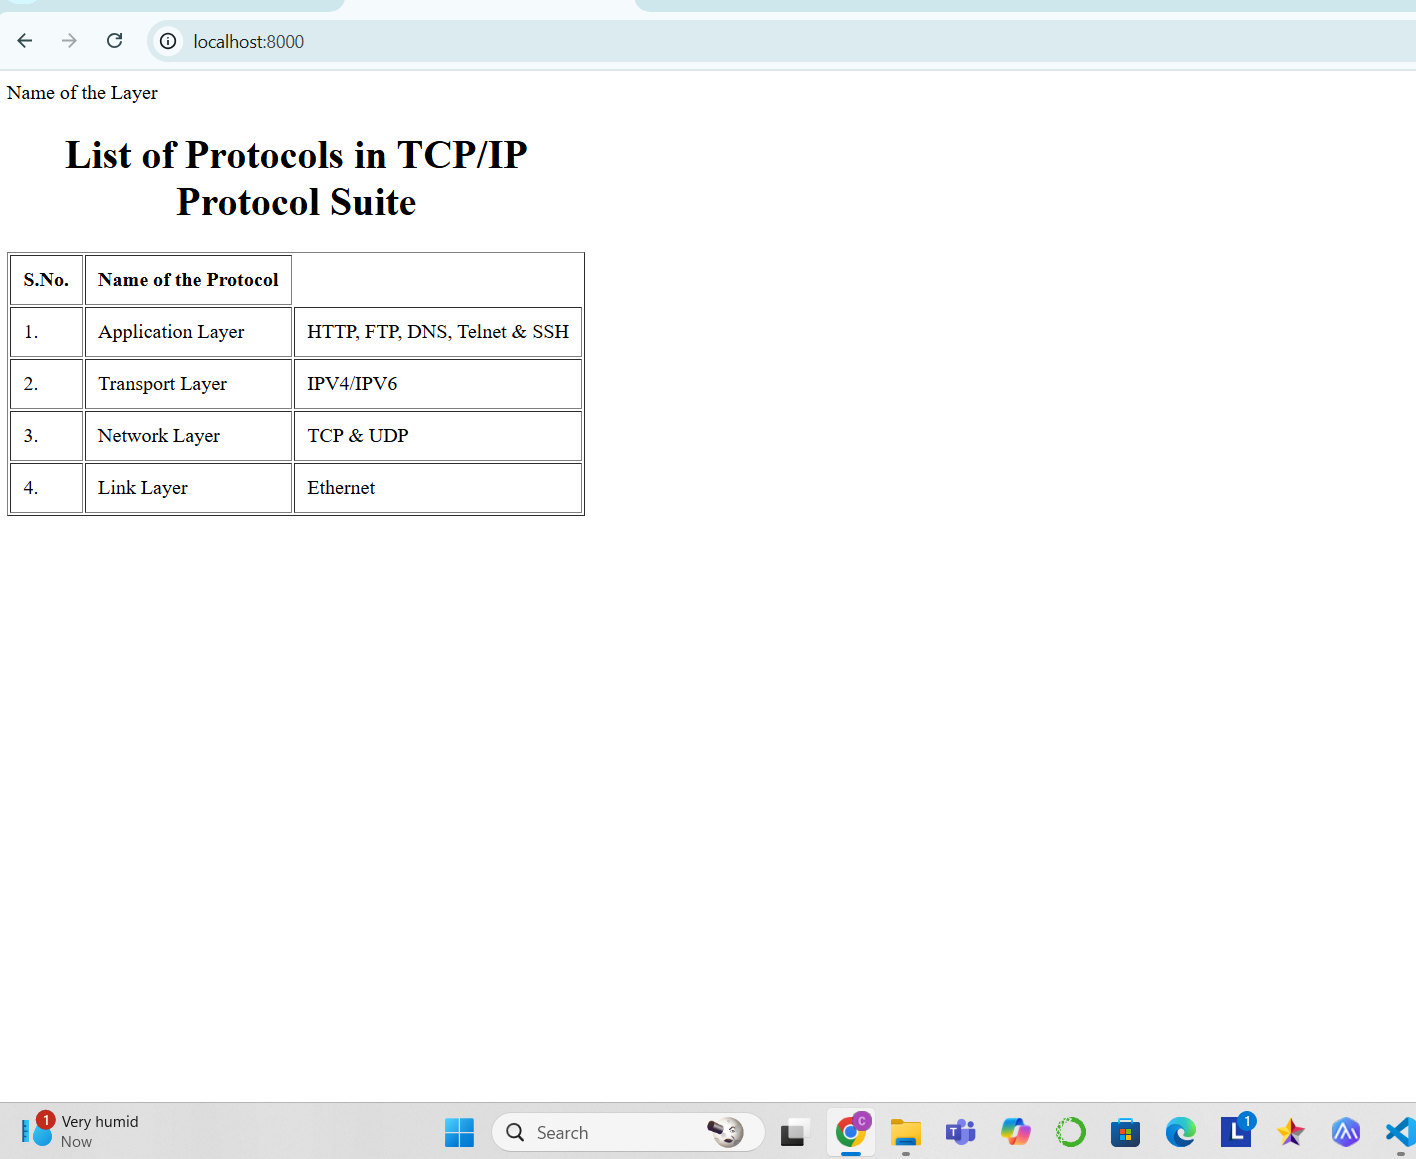 localhost:8000
Name of the Layer
List of Protocols in TCP/IP
Protocol Suite
S.No. Name of the Protocol
1. Application Layer HTTP, FTP, DNS, Telnet & SSH
2. Transport Layer IPV4/IPV6
3. Network Layer TCP & UDP
4. Link Layer Ethernet
1 Very humid
Now
Search
C
T
L 1